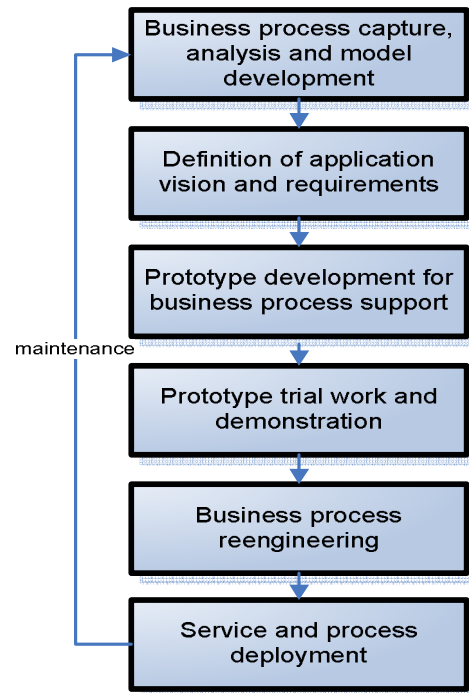 Business process capture,
analysis and model
development
Definition of application
vision and requirements
Prototype development for
business process support
maintenance
Prototype trial work and
demonstration
Business process
reengineering
Service and process
deployment